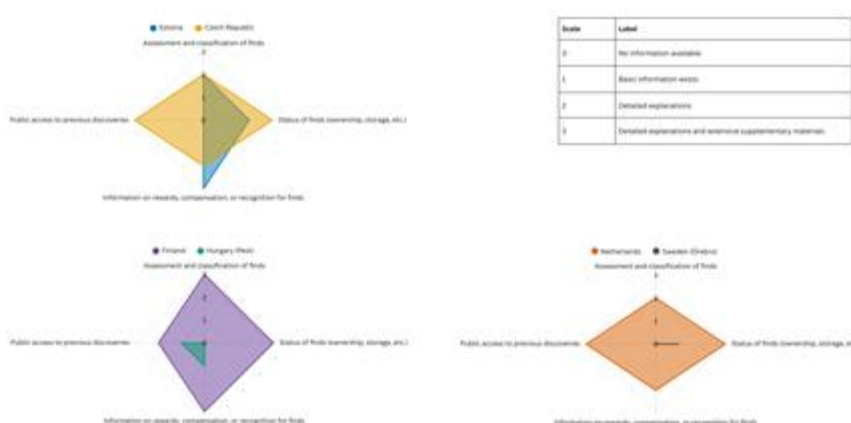 Estonia Czech Republic
Assessment and classification of finds
3
2
1
0
Public access to previous discoveries
Status of finds (ownership, storage, etc.)
Information on rewards, compensation, or recognition for finds
Scale Label
0 No information available
1 Basic information exists
2 Detailed explanations
3 Detailed explanations and extensive supplementary materials
Finland Hungary (Pest)
Assessment and classification of finds
3
2
1
0
Public access to previous discoveries
Status of finds (ownership, storage, etc.)
Information on rewards, compensation, or recognition for finds
Netherlands Sweden (Örebro)
Assessment and classification of finds
3
2
1
0
Public access to previous discoveries
Status of finds (ownership, storage, e
Information on rewards, compensation, or recognition for finds